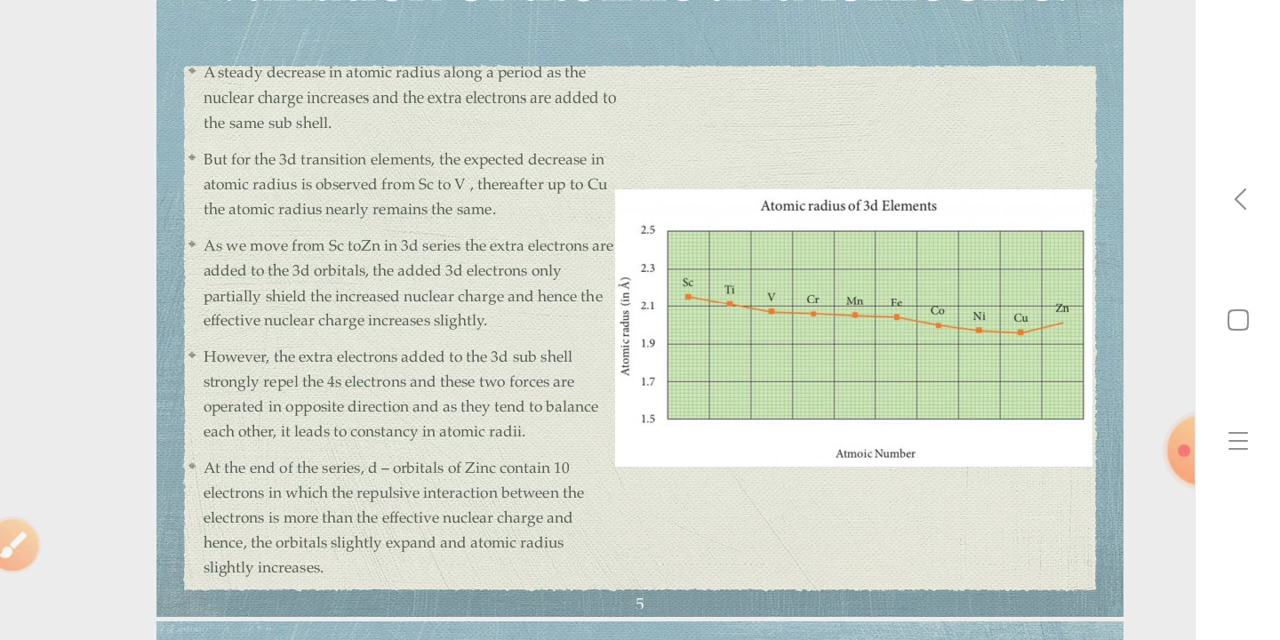 A steady decrease in atomic radius along a period as the
nuclear charge increases and the extra electrons are added to
the same sub shell.
But for the 3d transition elements, the expected decrease in
atomic radius is observed from Sc to V , thereafter up to Cu
the atomic radius nearly remains the same.
As we move from Sc toZn in 3d series the extra electrons are
added to the 3d orbitals, the added 3d electrons only
partially shield the increased nuclear charge and hence the
effective nuclear charge increases slightly.
However, the extra electrons added to the 3d sub shell
strongly repel the 4s electrons and these two forces are
operated in opposite direction and as they tend to balance
each other, it leads to constancy in atomic radii.
At the end of the series, d – orbitals of Zinc contain 10
electrons in which the repulsive interaction between the
electrons is more than the effective nuclear charge and
hence, the orbitals slightly expand and atomic radius
slightly increases.
Atomic radius of 3d Elements
Atomic radus (in Å)
2.5
2.3
2.1
1.9
1.7
1.5
Sc
Ti
V
Cr
Mn
Fe
Co
Ni
Cu
Zn
Atmoic Number
5